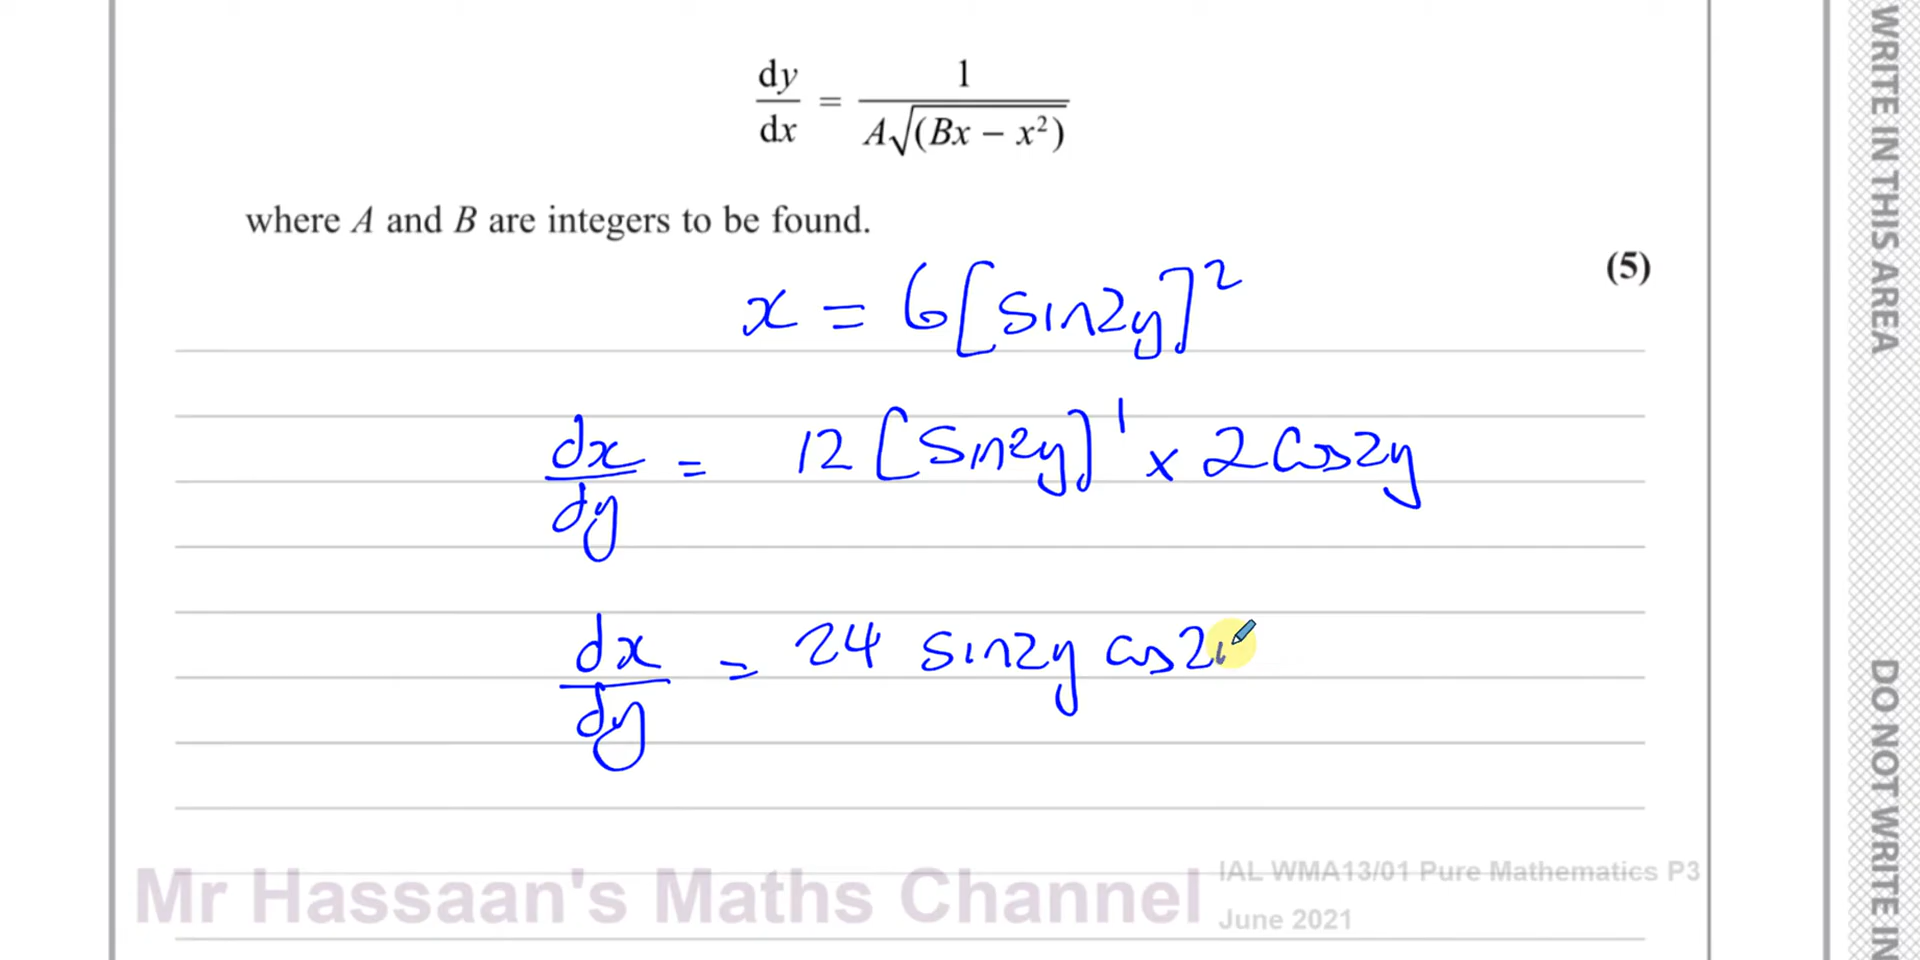 dy/dx = 1/(A√(Bx − x²))
where A and B are integers to be found.
(5)
x = 6[sin2y]²
dx/dy = 12[sin2y]¹ × 2cos2y
dx/dy = 24 sin2y cos2
Mr Hassaan's Maths Channel
IAL WMA13/01 Pure Mathematics P3
June 2021
WRITE IN THIS AREA
DO NOT WRITE IN